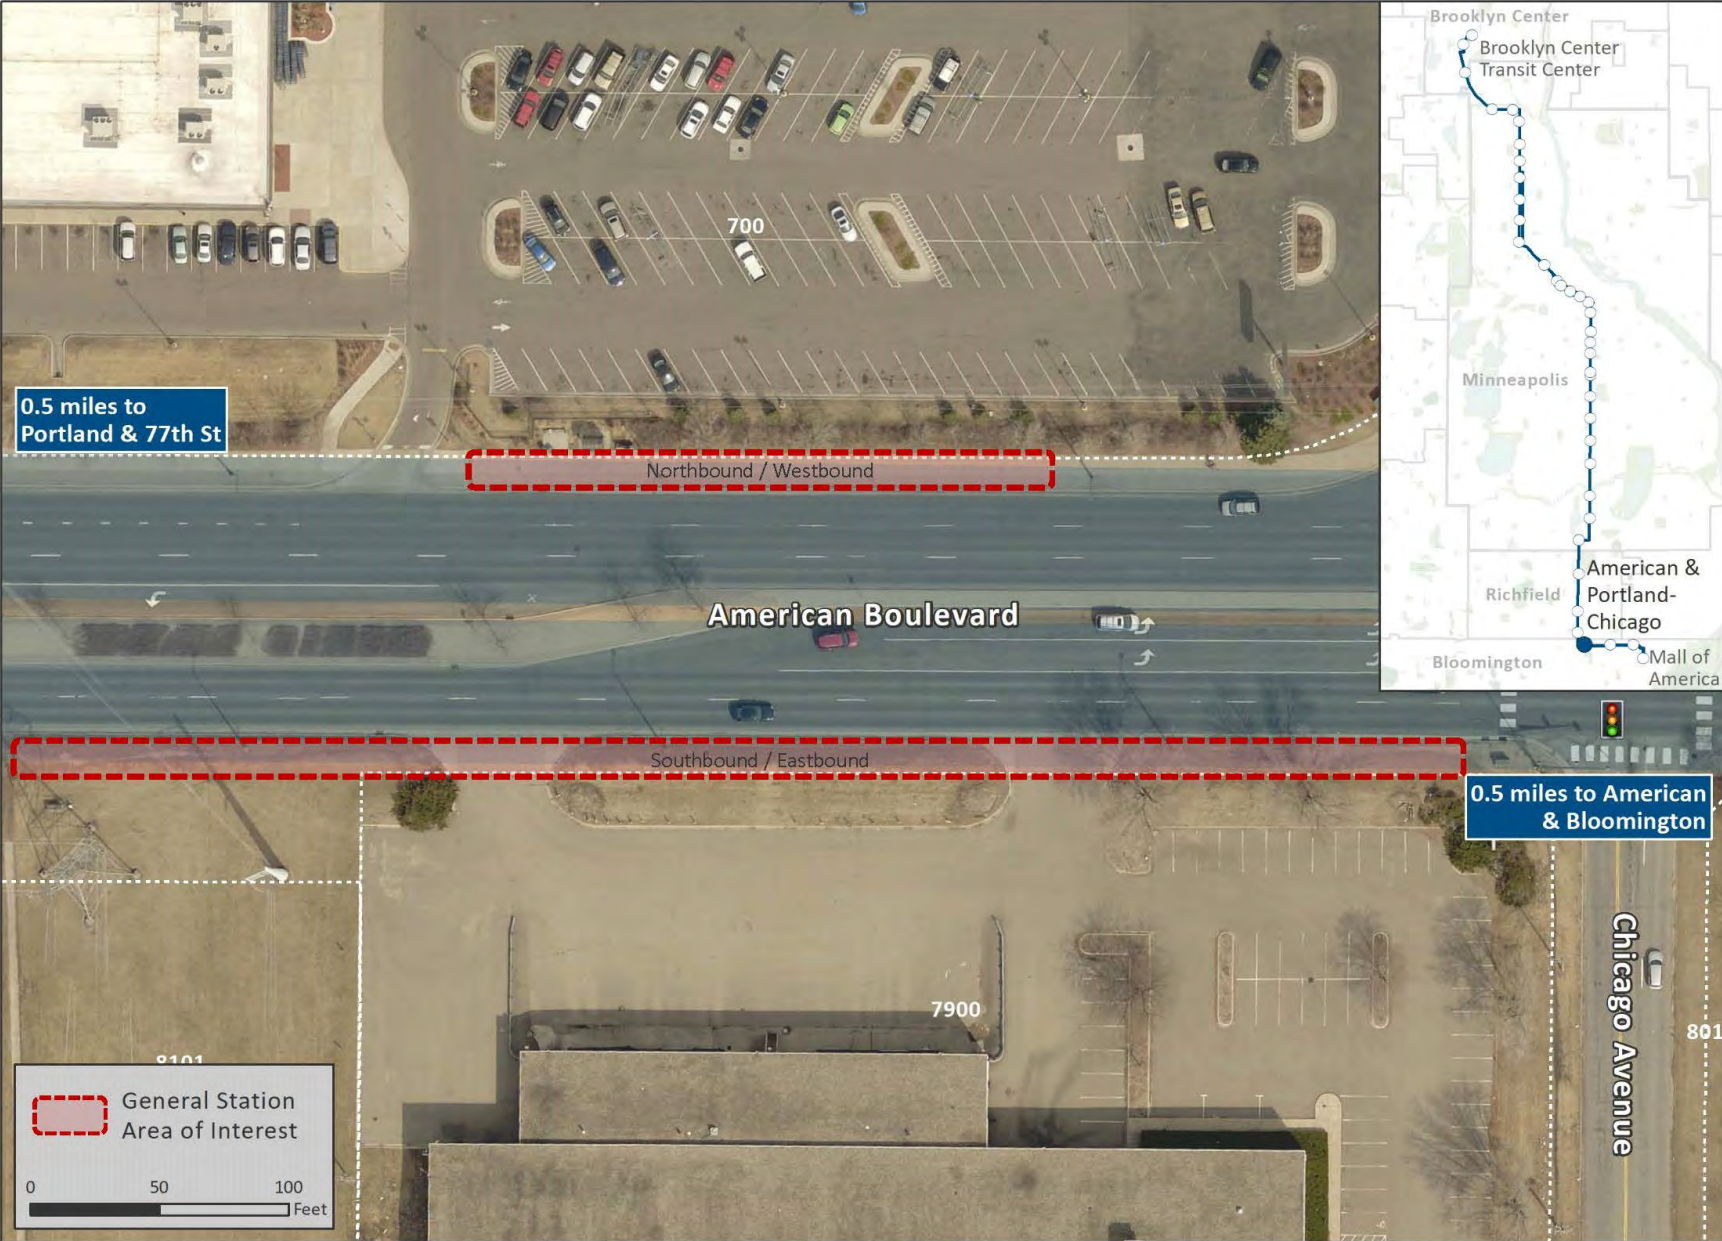 Brooklyn Center
Brooklyn Center
Transit Center
700
Minneapolis
0.5 miles to
Portland & 77th St
Northbound / Westbound
American &
Portland-
Chicago
Richfield
American Boulevard
Bloomington
Mall of
America
Southbound / Eastbound
0.5 miles to American
& Bloomington
7900
Chicago Avenue
801
8101
General Station
Area of Interest
0 50 100
Feet